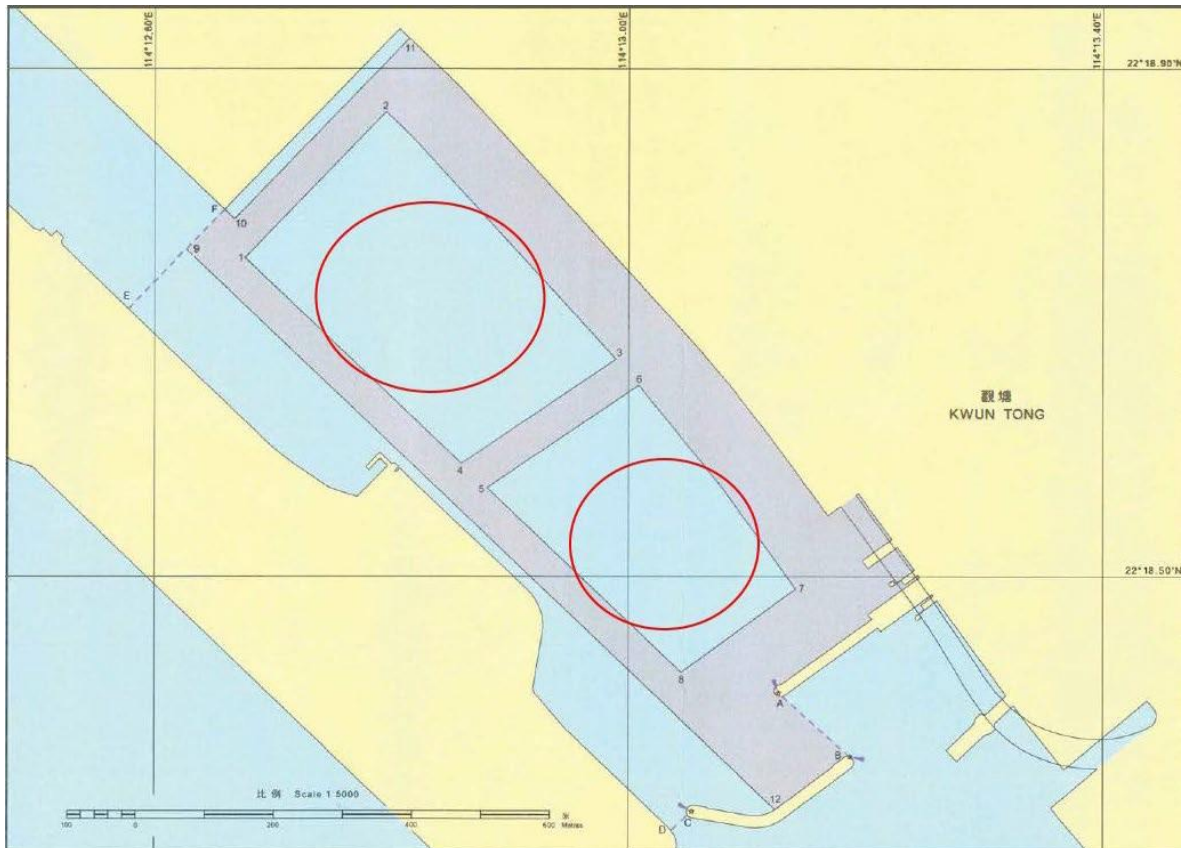 114°12.60'E
114°13.00'E
114°13.40'E
22°18.90'N
11
2
F
10
9
1
E
3
6
觀塘
KWUN TONG
4
5
22°18.50'N
7
8
A
B
比例 Scale 1 5000
12
C
D
100 0 200 400 600 米
Metres